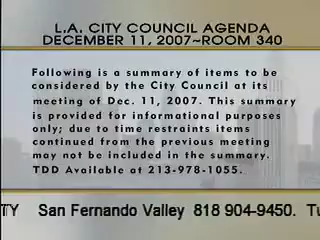 L.A. CITY COUNCIL AGENDA
DECEMBER 11, 2007~ROOM 340
Following is a summary of items to be
considered by the City Council at its
meeting of Dec. 11, 2007. This summary
is provided for informational purposes
only; due to time restraints items
continued from the previous meeting
may not be included in the summary.
TDD Available at 213-978-1055.
TY San Fernando Valley 818 904-9450. Tu